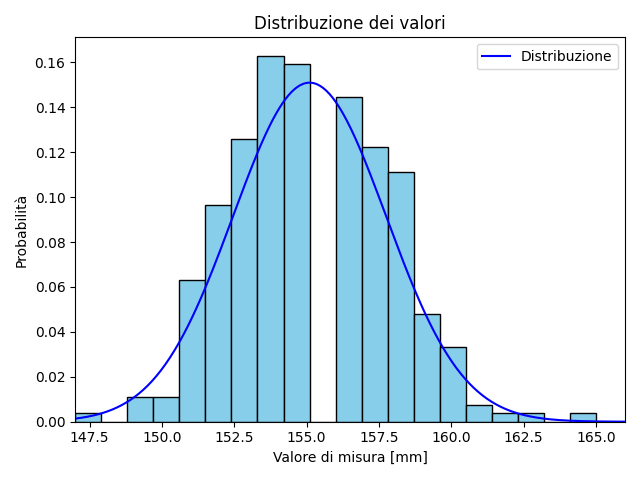 Distribuzione dei valori
Distribuzione
Probabilità
0.16
0.14
0.12
0.10
0.08
0.06
0.04
0.02
0.00
147.5 150.0 152.5 155.0 157.5 160.0 162.5 165.0
Valore di misura [mm]